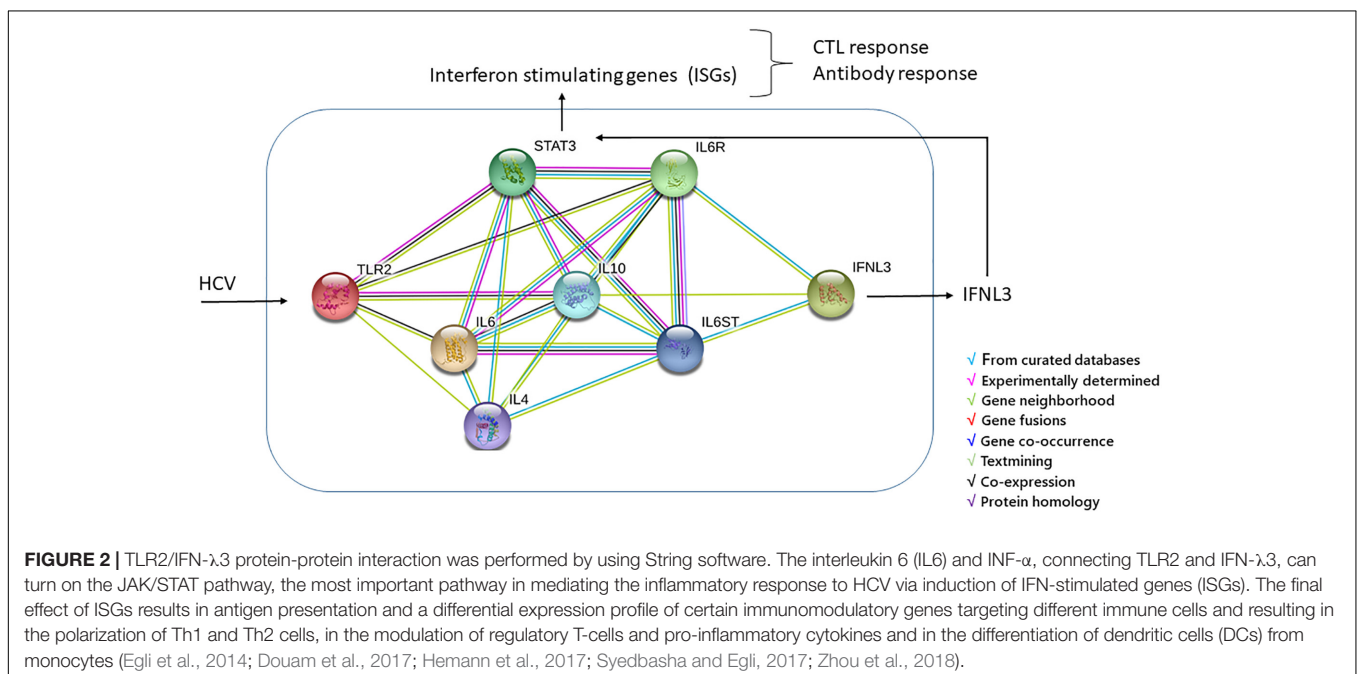 CTL response
Interferon stimulating genes (ISGs)
Antibody response
STAT3
IL6R
TLR2
IL10
IFNL3
HCV
IFNL3
IL6
IL6ST
IL4
√ From curated databases
√ Experimentally determined
√ Gene neighborhood
√ Gene fusions
√ Gene co-occurrence
√ Textmining
√ Co-expression
√ Protein homology
FIGURE 2 | TLR2/IFN-λ3 protein-protein interaction was performed by using String software. The interleukin 6 (IL6) and INF-α, connecting TLR2 and IFN-λ3, can
turn on the JAK/STAT pathway, the most important pathway in mediating the inflammatory response to HCV via induction of IFN-stimulated genes (ISGs). The final
effect of ISGs results in antigen presentation and a differential expression profile of certain immunomodulatory genes targeting different immune cells and resulting in
the polarization of Th1 and Th2 cells, in the modulation of regulatory T-cells and pro-inflammatory cytokines and in the differentiation of dendritic cells (DCs) from
monocytes (Egli et al., 2014; Douam et al., 2017; Hemann et al., 2017; Syedbasha and Egli, 2017; Zhou et al., 2018).